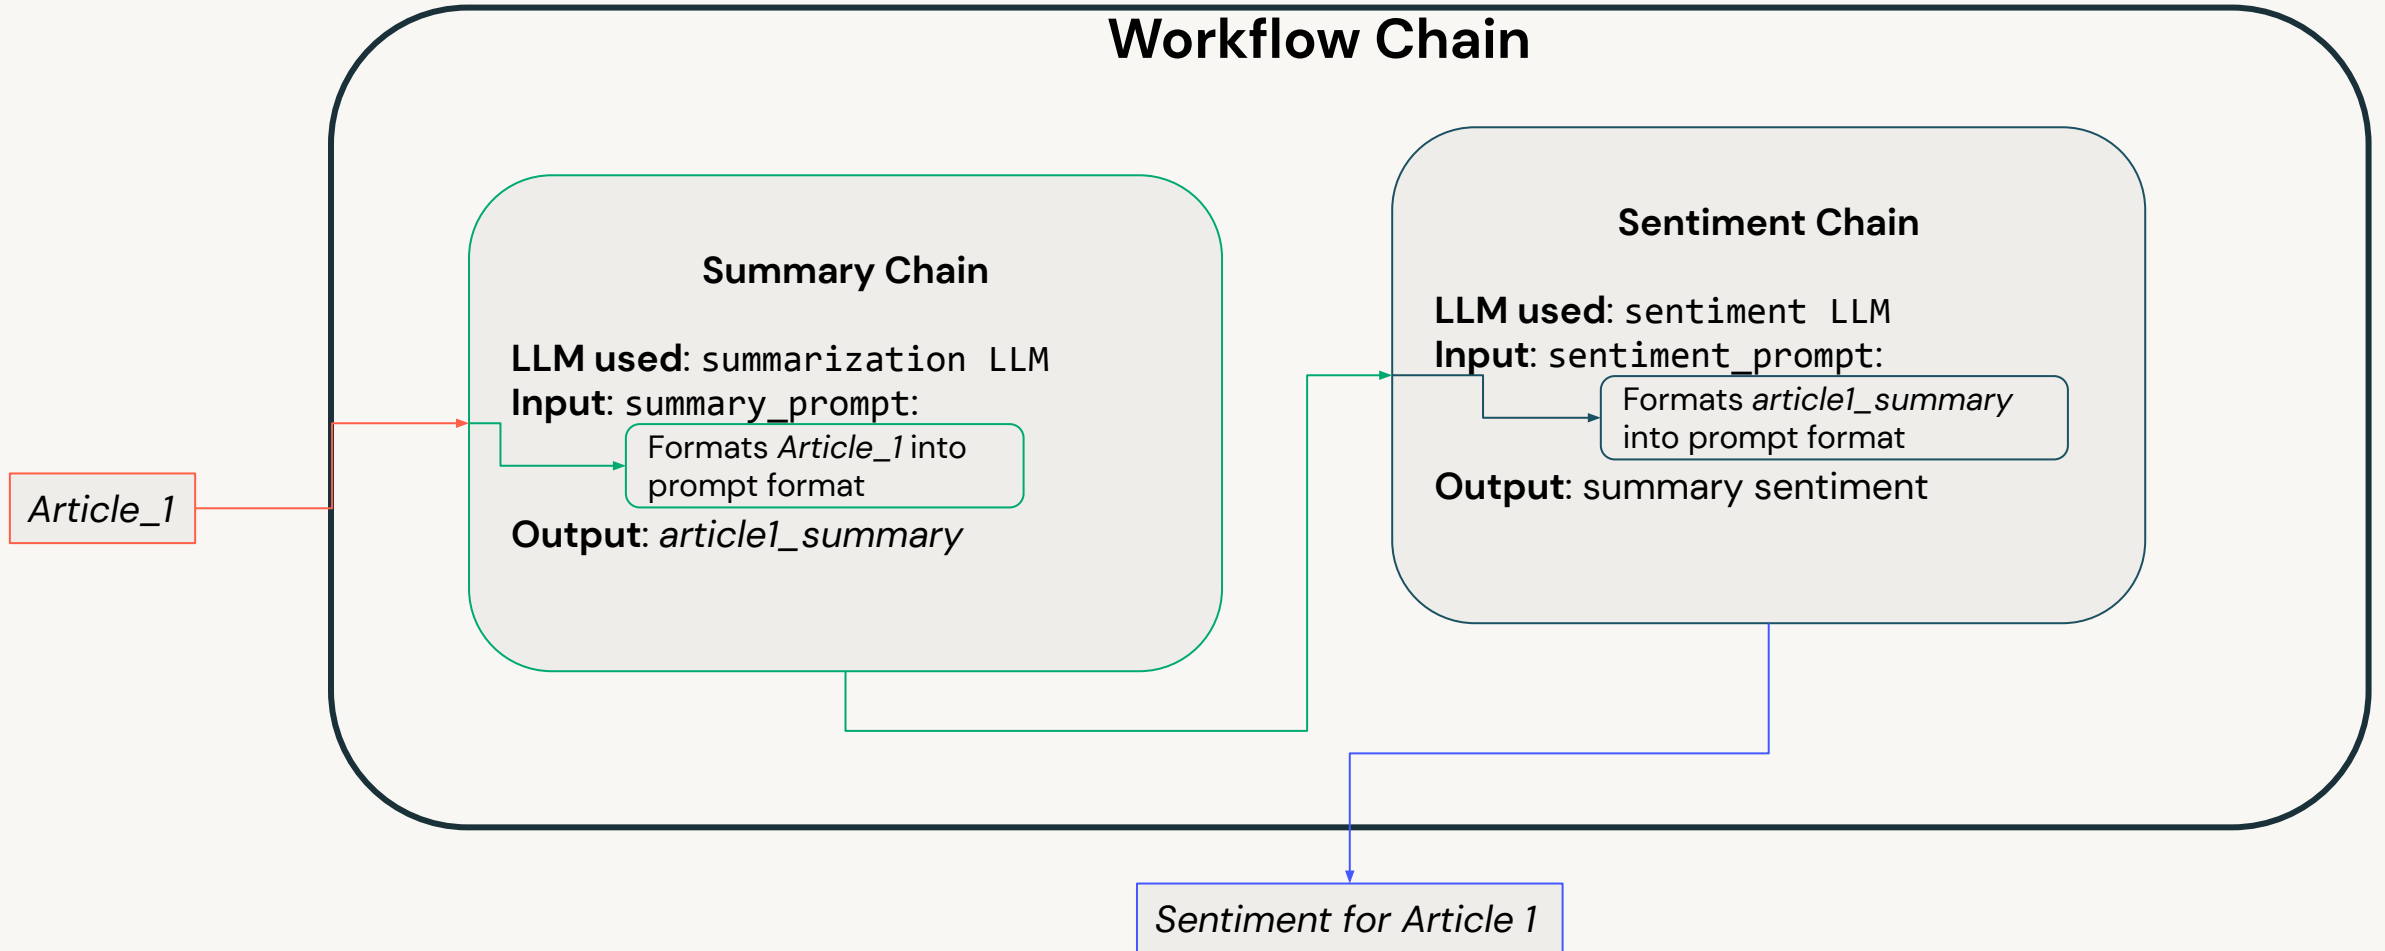 Workflow Chain
Article_1
Summary Chain
LLM used: summarization LLM
Input: summary_prompt:
Formats Article_1 into
prompt format
Output: article1_summary
Sentiment Chain
LLM used: sentiment LLM
Input: sentiment_prompt:
Formats article1_summary
into prompt format
Output: summary sentiment
Sentiment for Article 1